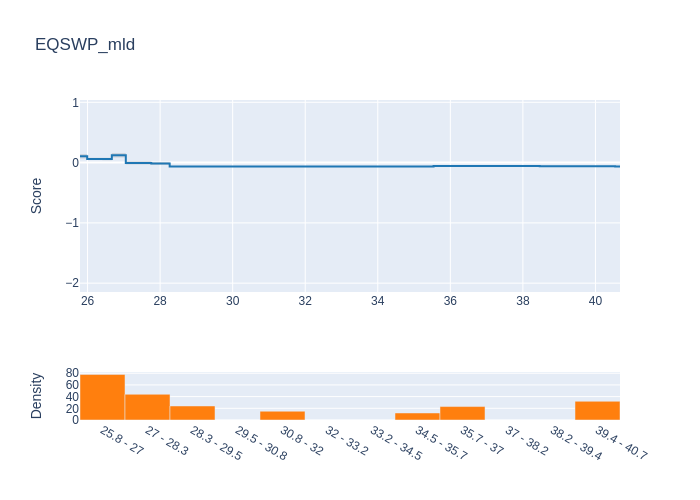 EQSWP_mld
1
0
−1
−2
Score
26 28 30 32 34 36 38 40
80
60
40
20
0
Density
25.8 - 27
27 - 28.3
28.3 - 29.5
29.5 - 30.8
30.8 - 32
32 - 33.2
33.2 - 34.5
34.5 - 35.7
35.7 - 37
37 - 38.2
38.2 - 39.4
39.4 - 40.7